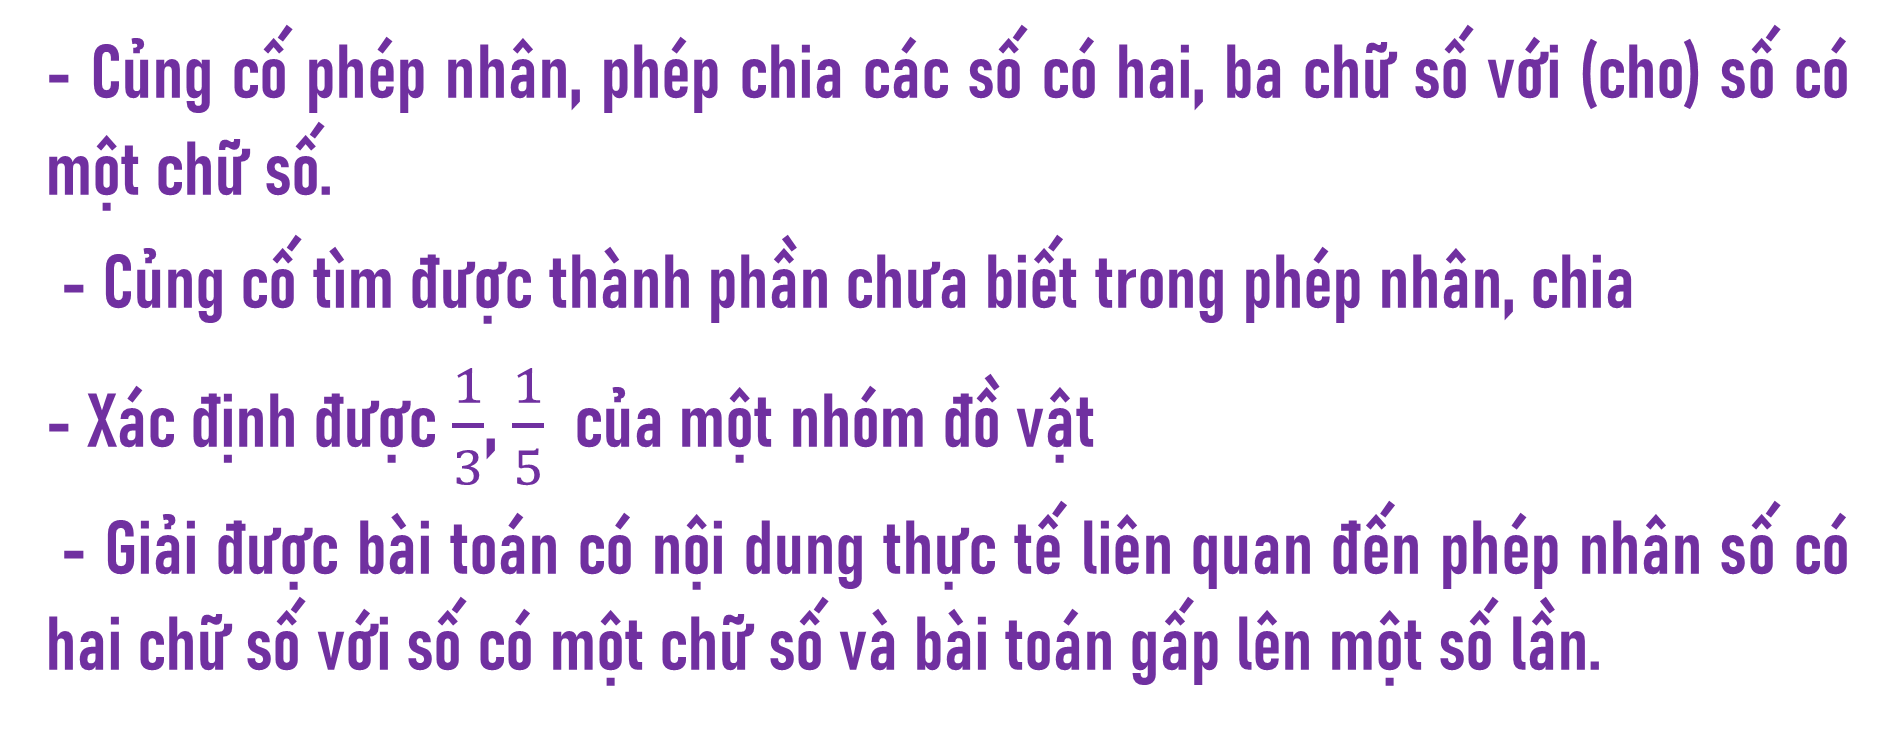 - Củng cố phép nhân, phép chia các số có hai, ba chữ số với (cho) số có
một chữ số.
- Củng cố tìm được thành phần chưa biết trong phép nhân, chia
- Xác định được 1/3, 1/5 của một nhóm đồ vật
- Giải được bài toán có nội dung thực tế liên quan đến phép nhân số có
hai chữ số với số có một chữ số và bài toán gấp lên một số lần.